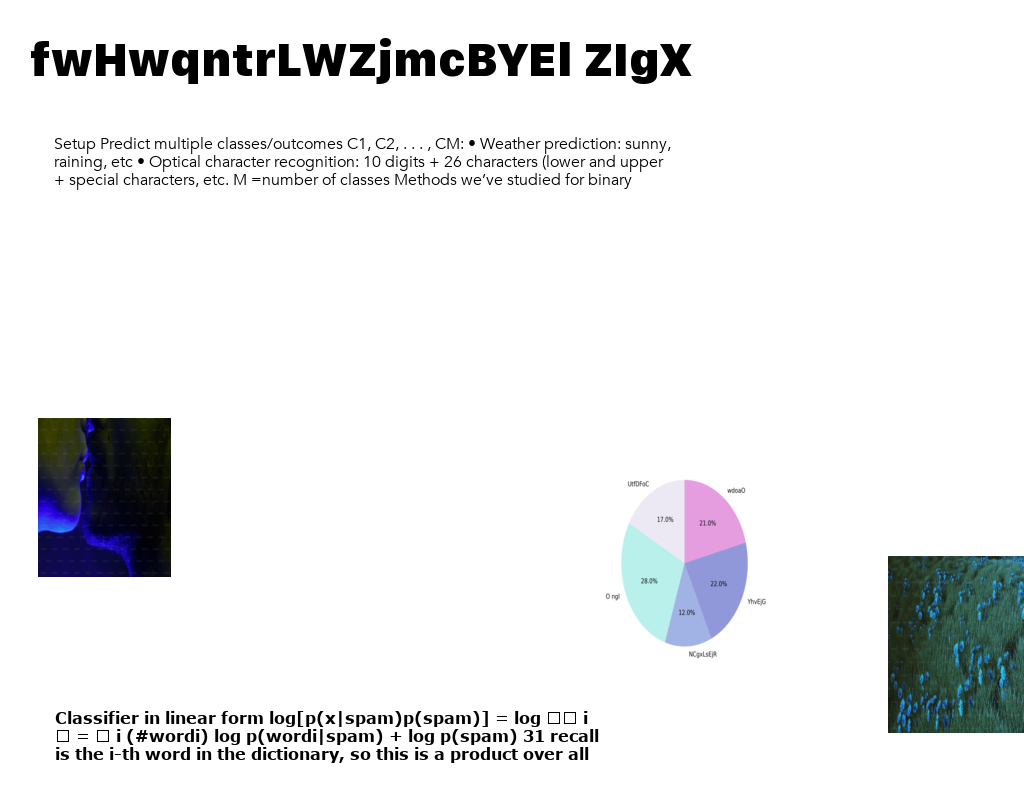 fwHwqntrLWZjmcBYEl ZIgX
Setup Predict multiple classes/outcomes C1, C2, . . . , CM: • Weather prediction: sunny,
raining, etc • Optical character recognition: 10 digits + 26 characters (lower and upper
+ special characters, etc. M =number of classes Methods we’ve studied for binary
UtfDFoC
wdoaO
17.0%
21.0%
28.0%
22.0%
O ngI
YhvEjG
12.0%
NCgxLsEjR
Classifier in linear form log[p(x|spam)p(spam)] = log □□ i
□ = □ i (#wordi) log p(wordi|spam) + log p(spam) 31 recall
is the i-th word in the dictionary, so this is a product over all